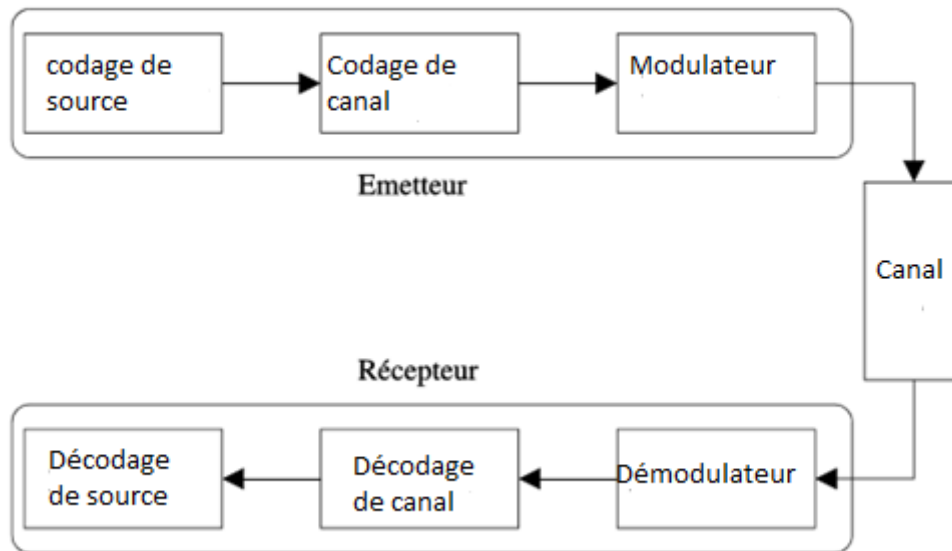 codage de
source
Codage de
canal
Modulateur
Emetteur
Canal
Récepteur
Décodage
de source
Décodage
de canal
Démodulateur